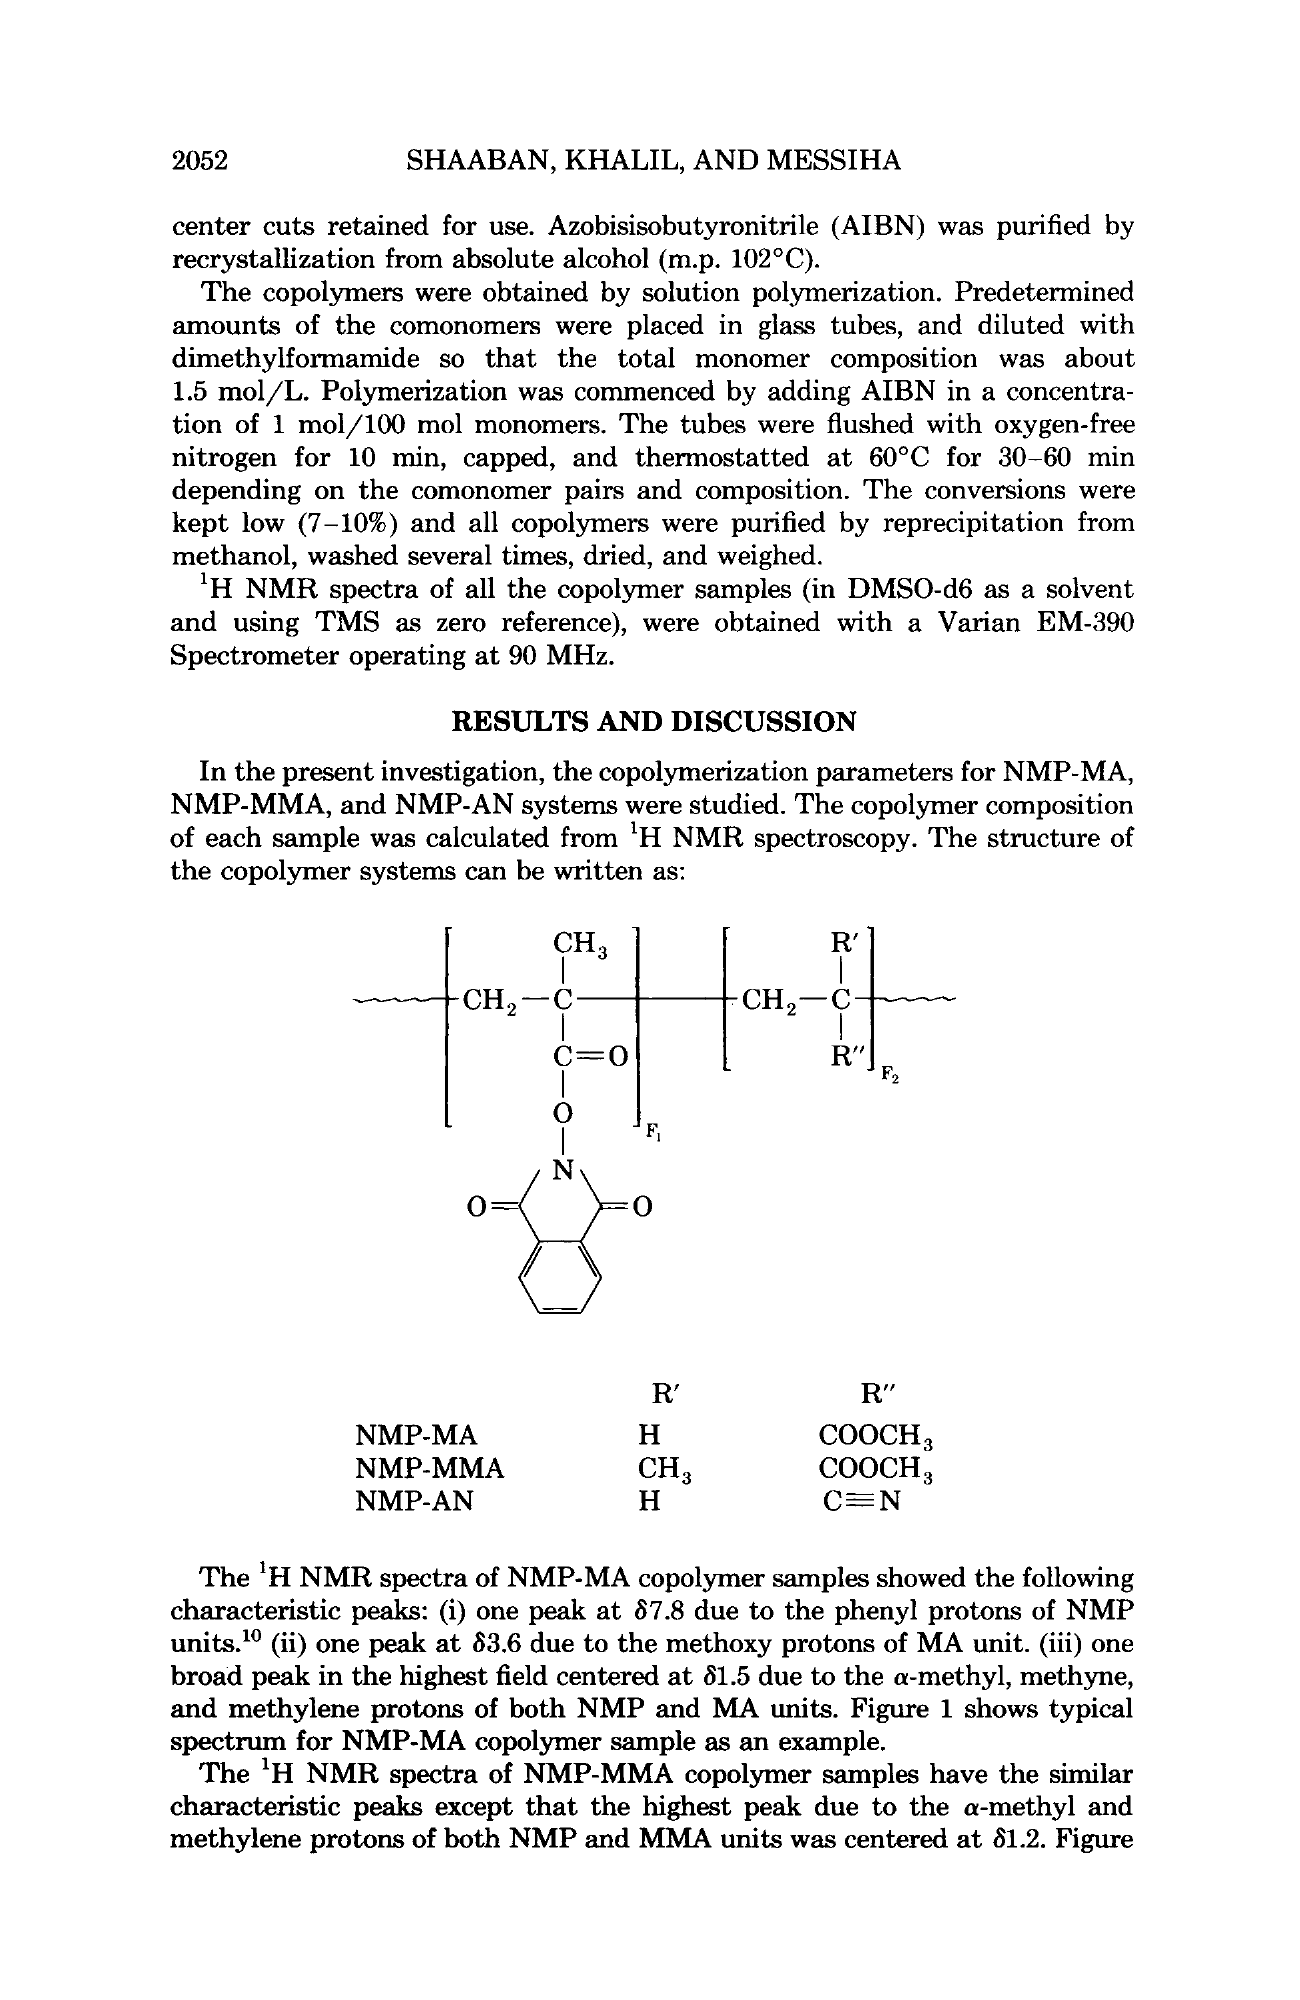 2052 SHAABAN, KHALIL, AND MESSIHA
center cuts retained for use. Azobisisobutyronitrile (AIBN) was purified by
recrystallization from absolute alcohol (m.p. 102°C).
The copolymers were obtained by solution polymerization. Predetermined
amounts of the comonomers were placed in glass tubes, and diluted with
dimethylformamide so that the total monomer composition was about
1.5 mol/L. Polymerization was commenced by adding AIBN in a concentra-
tion of 1 mol/100 mol monomers. The tubes were flushed with oxygen-free
nitrogen for 10 min, capped, and thermostatted at 60°C for 30–60 min
depending on the comonomer pairs and composition. The conversions were
kept low (7–10%) and all copolymers were purified by reprecipitation from
methanol, washed several times, dried, and weighed.
¹H NMR spectra of all the copolymer samples (in DMSO-d6 as a solvent
and using TMS as zero reference), were obtained with a Varian EM-390
Spectrometer operating at 90 MHz.
RESULTS AND DISCUSSION
In the present investigation, the copolymerization parameters for NMP-MA,
NMP-MMA, and NMP-AN systems were studied. The copolymer composition
of each sample was calculated from ¹H NMR spectroscopy. The structure of
the copolymer systems can be written as:
CH₃ R′
CH₂—C CH₂—C
C=O R″
F₂
O
F₁
N
O= =O
R′ R″
NMP-MA H COOCH₃
NMP-MMA CH₃ COOCH₃
NMP-AN H C≡N
The ¹H NMR spectra of NMP-MA copolymer samples showed the following
characteristic peaks: (i) one peak at δ7.8 due to the phenyl protons of NMP
units.¹⁰ (ii) one peak at δ3.6 due to the methoxy protons of MA unit. (iii) one
broad peak in the highest field centered at δ1.5 due to the α-methyl, methyne,
and methylene protons of both NMP and MA units. Figure 1 shows typical
spectrum for NMP-MA copolymer sample as an example.
The ¹H NMR spectra of NMP-MMA copolymer samples have the similar
characteristic peaks except that the highest peak due to the α-methyl and
methylene protons of both NMP and MMA units was centered at δ1.2. Figure